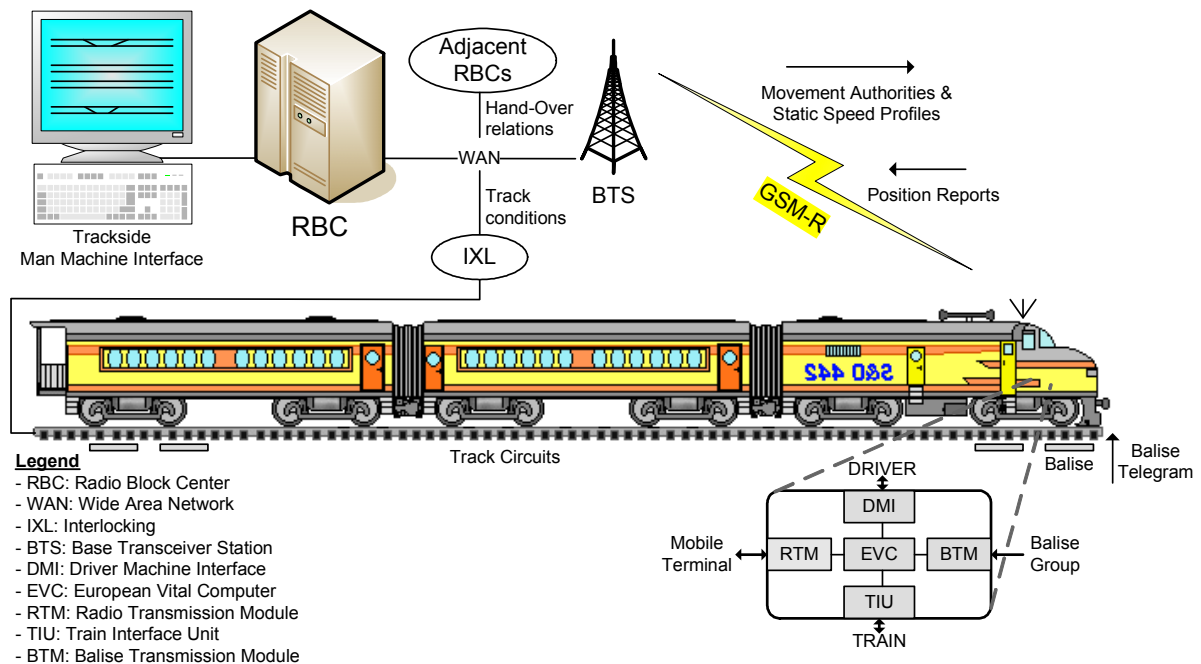 Adjacent
RBCs
Hand-Over
relations
WAN
Track
conditions
IXL
RBC
BTS
Trackside
Man Machine Interface
Movement Authorities &
Static Speed Profiles
Position Reports
GSM-R
S&O 442
Track Circuits
Balise
Balise
Telegram
Legend
- RBC: Radio Block Center
- WAN: Wide Area Network
- IXL: Interlocking
- BTS: Base Transceiver Station
- DMI: Driver Machine Interface
- EVC: European Vital Computer
- RTM: Radio Transmission Module
- TIU: Train Interface Unit
- BTM: Balise Transmission Module
DRIVER
DMI
Mobile
Terminal
RTM
EVC
BTM
Balise
Group
TIU
TRAIN